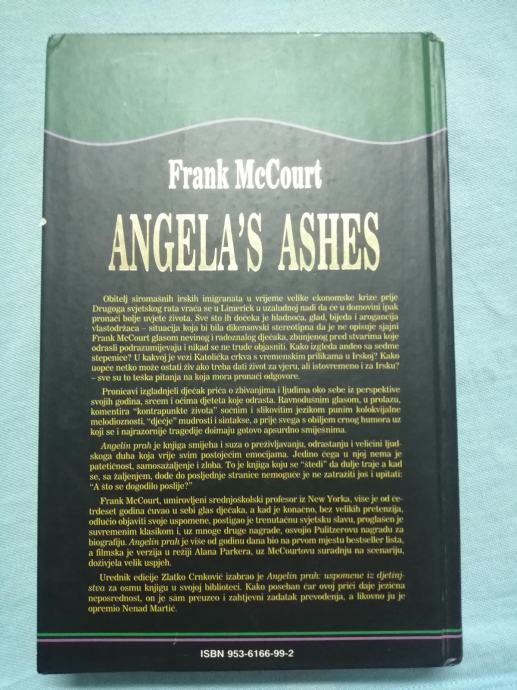 Frank McCourt
ANGELA'S ASHES
Obitelj siromašnih irskih imigranata u vrijeme velike ekonomske krize prije
Drugoga svjetskog rata vraća se u Limerick u uzaludnoj nadi da će u domovini ipak
pronaći bolje uvjete života. Sve što ih dočeka je hladnoća, glad, bijeda i arogancija
vlastodržaca – situacija koja bi bila dikensovski stereotipna da je ne opisuje sjajni
Frank McCourt glasom nevinog i radoznalog dječaka, zbunjenog pred stvarima koje
odrasli podrazumijevaju i nikad se ne trude objasniti. Kako izgleda anđeo sa sedme
stepenice? U kakvoj je vezi Katolička crkva s vremenskim prilikama u Irskoj? Kako
uopće netko može ostati živ ako treba dati život za vjeru, ali istovremeno i za Irsku?
– sve su to teška pitanja na koja mora pronaći odgovore.
Pronicavi izgladnjeli dječak priča o zbivanjima i ljudima oko sebe iz perspektive
svojih godina, srcem i očima djeteta koje odrasta. Ravnodušnim glasom, u prolazu,
komentira "kontrapunkte života" sočnim i slikovitim jezikom punim kolokvijalne
melodioznosti, "dječje" mudrosti i sintakse, a prije svega s obiljem crnog humora uz
koji se i najrazornije tragedije doimaju gotovo apsurdno smiješnima.
Angelin prah je knjiga smijeha i suza o preživljavanju, odrastanju i veličini ljud-
skoga duha koja vrije svim postojećim emocijama. Jedino čega u njoj nema je
patetičnost, samosažaljenje i zloba. To je knjiga koju se "štedi" da dulje traje a kad
se, sa žaljenjem, dođe do posljednje stranice nemoguće je ne zatražiti još i upitati:
"A što se dogodilo poslije?"
Frank McCourt, umirovljeni srednjoškolski profesor iz New Yorka, više je od če-
trdeset godina čuvao u sebi glas dječaka, a kad je konačno, bez velikih pretenzija,
odlučio objaviti svoje uspomene, postigao je trenutačnu svjetsku slavu, proglašen je
suvremenim klasikom i, uz mnoge druge nagrade, osvojio Pulitzerovu nagradu za
biografiju. Angelin prah je više od godinu dana bio na prvom mjestu bestseller lista,
a filmska je verzija u režiji Alana Parkera, uz McCourtovu suradnju na scenariju,
doživjela velik uspjeh.
Urednik edicije Zlatko Crnković izabrao je Angelin prah: uspomene iz djetinj-
stva za osmu knjigu u svojoj biblioteci. Kako poseban čar ovoj priči daje jezična
neposrednost, on je sam preuzeo i zahtjevni zadatak prevođenja, a likovno ju je
opremio Nenad Martić.
ISBN 953-6166-99-2